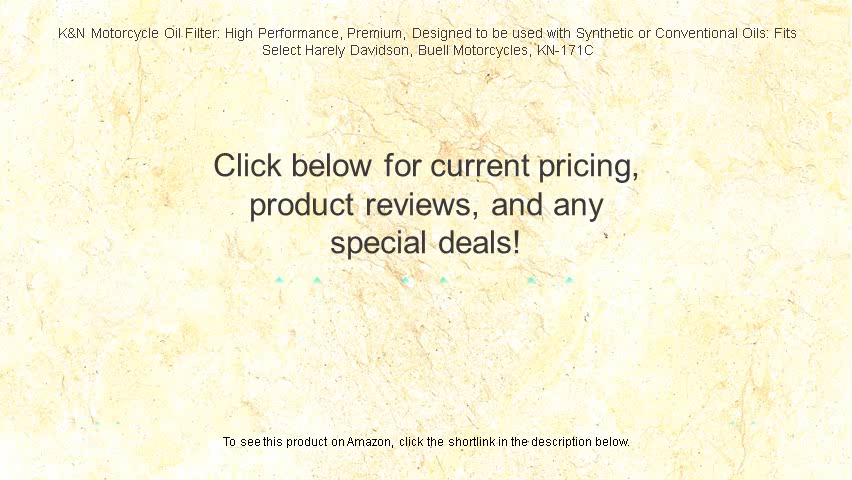 K&N Motorcycle Oil Filter: High Performance, Premium, Designed to be used with Synthetic or Conventional Oils: Fits
Select Harely Davidson, Buell Motorcycles, KN-171C
Click below for current pricing,
product reviews, and any
special deals!
To see this product on Amazon, click the shortlink in the description below.